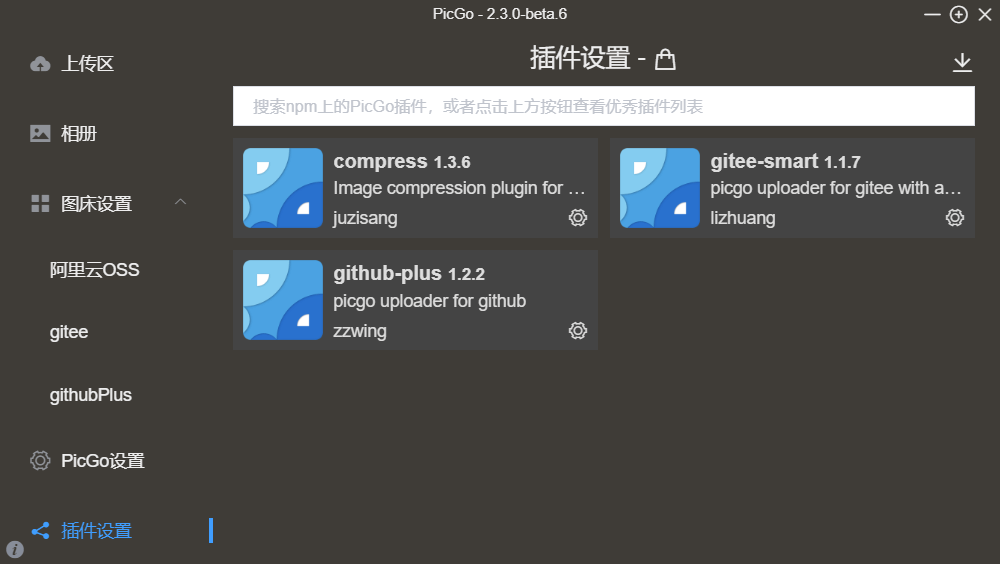 PicGo - 2.3.0-beta.6
上传区
相册
图床设置
阿里云OSS
gitee
githubPlus
PicGo设置
插件设置
插件设置 -
搜索npm上的PicGo插件，或者点击上方按钮查看优秀插件列表
compress 1.3.6
Image compression plugin for ...
juzisang
gitee-smart 1.1.7
picgo uploader for gitee with a...
lizhuang
github-plus 1.2.2
picgo uploader for github
zzwing